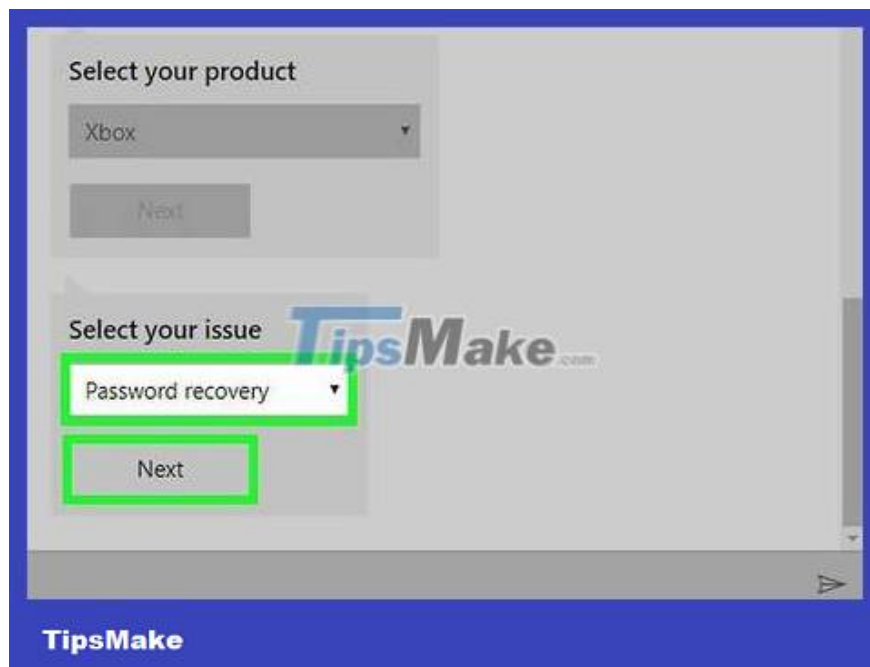 Select your product
Xbox
Next
Select your issue
TipsMake.com
Password recovery
Next
TipsMake